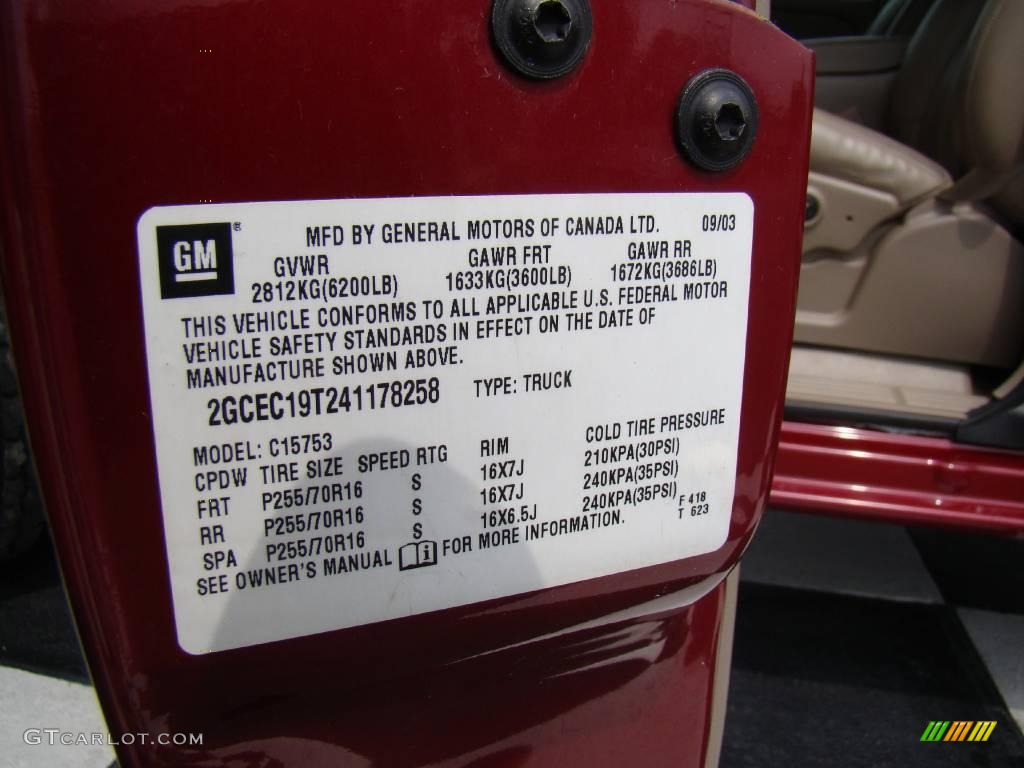 GM ® MFD BY GENERAL MOTORS OF CANADA LTD. 09/03
GVWR GAWR FRT GAWR RR
2812KG(6200LB) 1633KG(3600LB) 1672KG(3686LB)
THIS VEHICLE CONFORMS TO ALL APPLICABLE U.S. FEDERAL MOTOR
VEHICLE SAFETY STANDARDS IN EFFECT ON THE DATE OF
MANUFACTURE SHOWN ABOVE.
2GCEC19T241178258 TYPE: TRUCK
MODEL: C15753 RIM COLD TIRE PRESSURE
CPDW TIRE SIZE SPEED RTG 16X7J 210KPA(30PSI)
FRT P255/70R16 S 16X7J 240KPA(35PSI)
RR P255/70R16 S 16X6.5J 240KPA(35PSI) F 418
SPA P255/70R16 S T 623
SEE OWNER'S MANUAL i FOR MORE INFORMATION.
GTCARLOT.COM